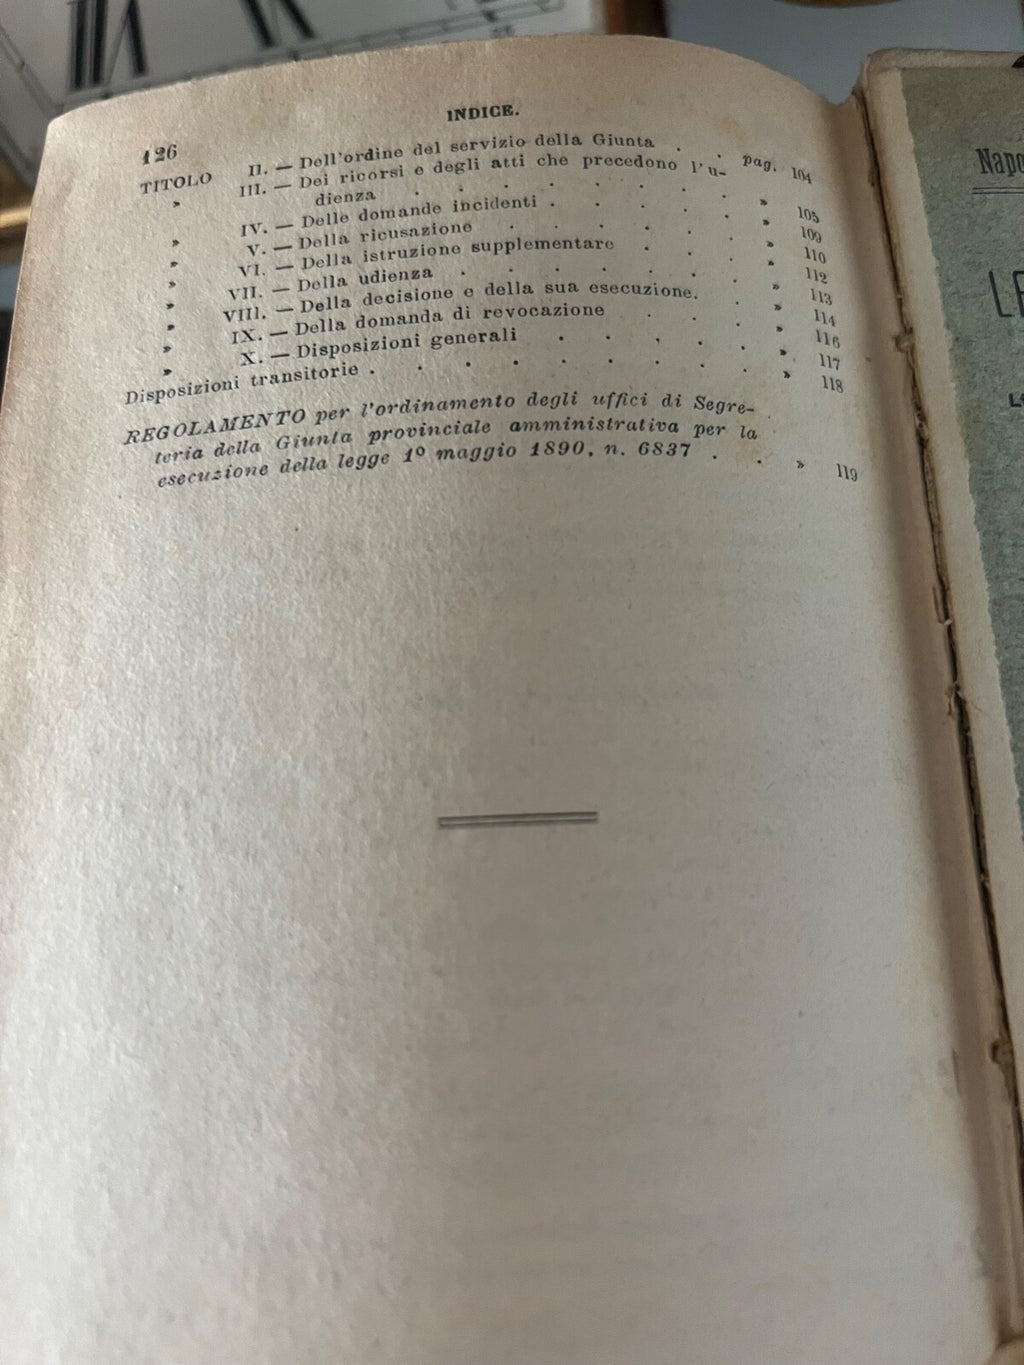 126
INDICE.
TITOLO II. — Dell'ordine del servizio della Giunta . . pag. 104
» III. — Dei ricorsi e degli atti che precedono l'u-
dienza . . . . . . . » 105
» IV. — Delle domande incidenti . . . . . » 109
» V. — Della ricusazione . . . . . . » 110
» VI. — Della istruzione supplementare . . . » 112
» VII. — Della udienza . . . . . . . » 113
» VIII. — Della decisione e della sua esecuzione. . » 114
» IX. — Della domanda di revocazione . . . » 116
» X. — Disposizioni generali . . . . . » 117
Disposizioni transitorie . . . . . . . . . » 118
REGOLAMENTO per l'ordinamento degli uffici di Segre-
teria della Giunta provinciale amministrativa per la
esecuzione della legge 1º maggio 1890, n. 6837 . . » 119